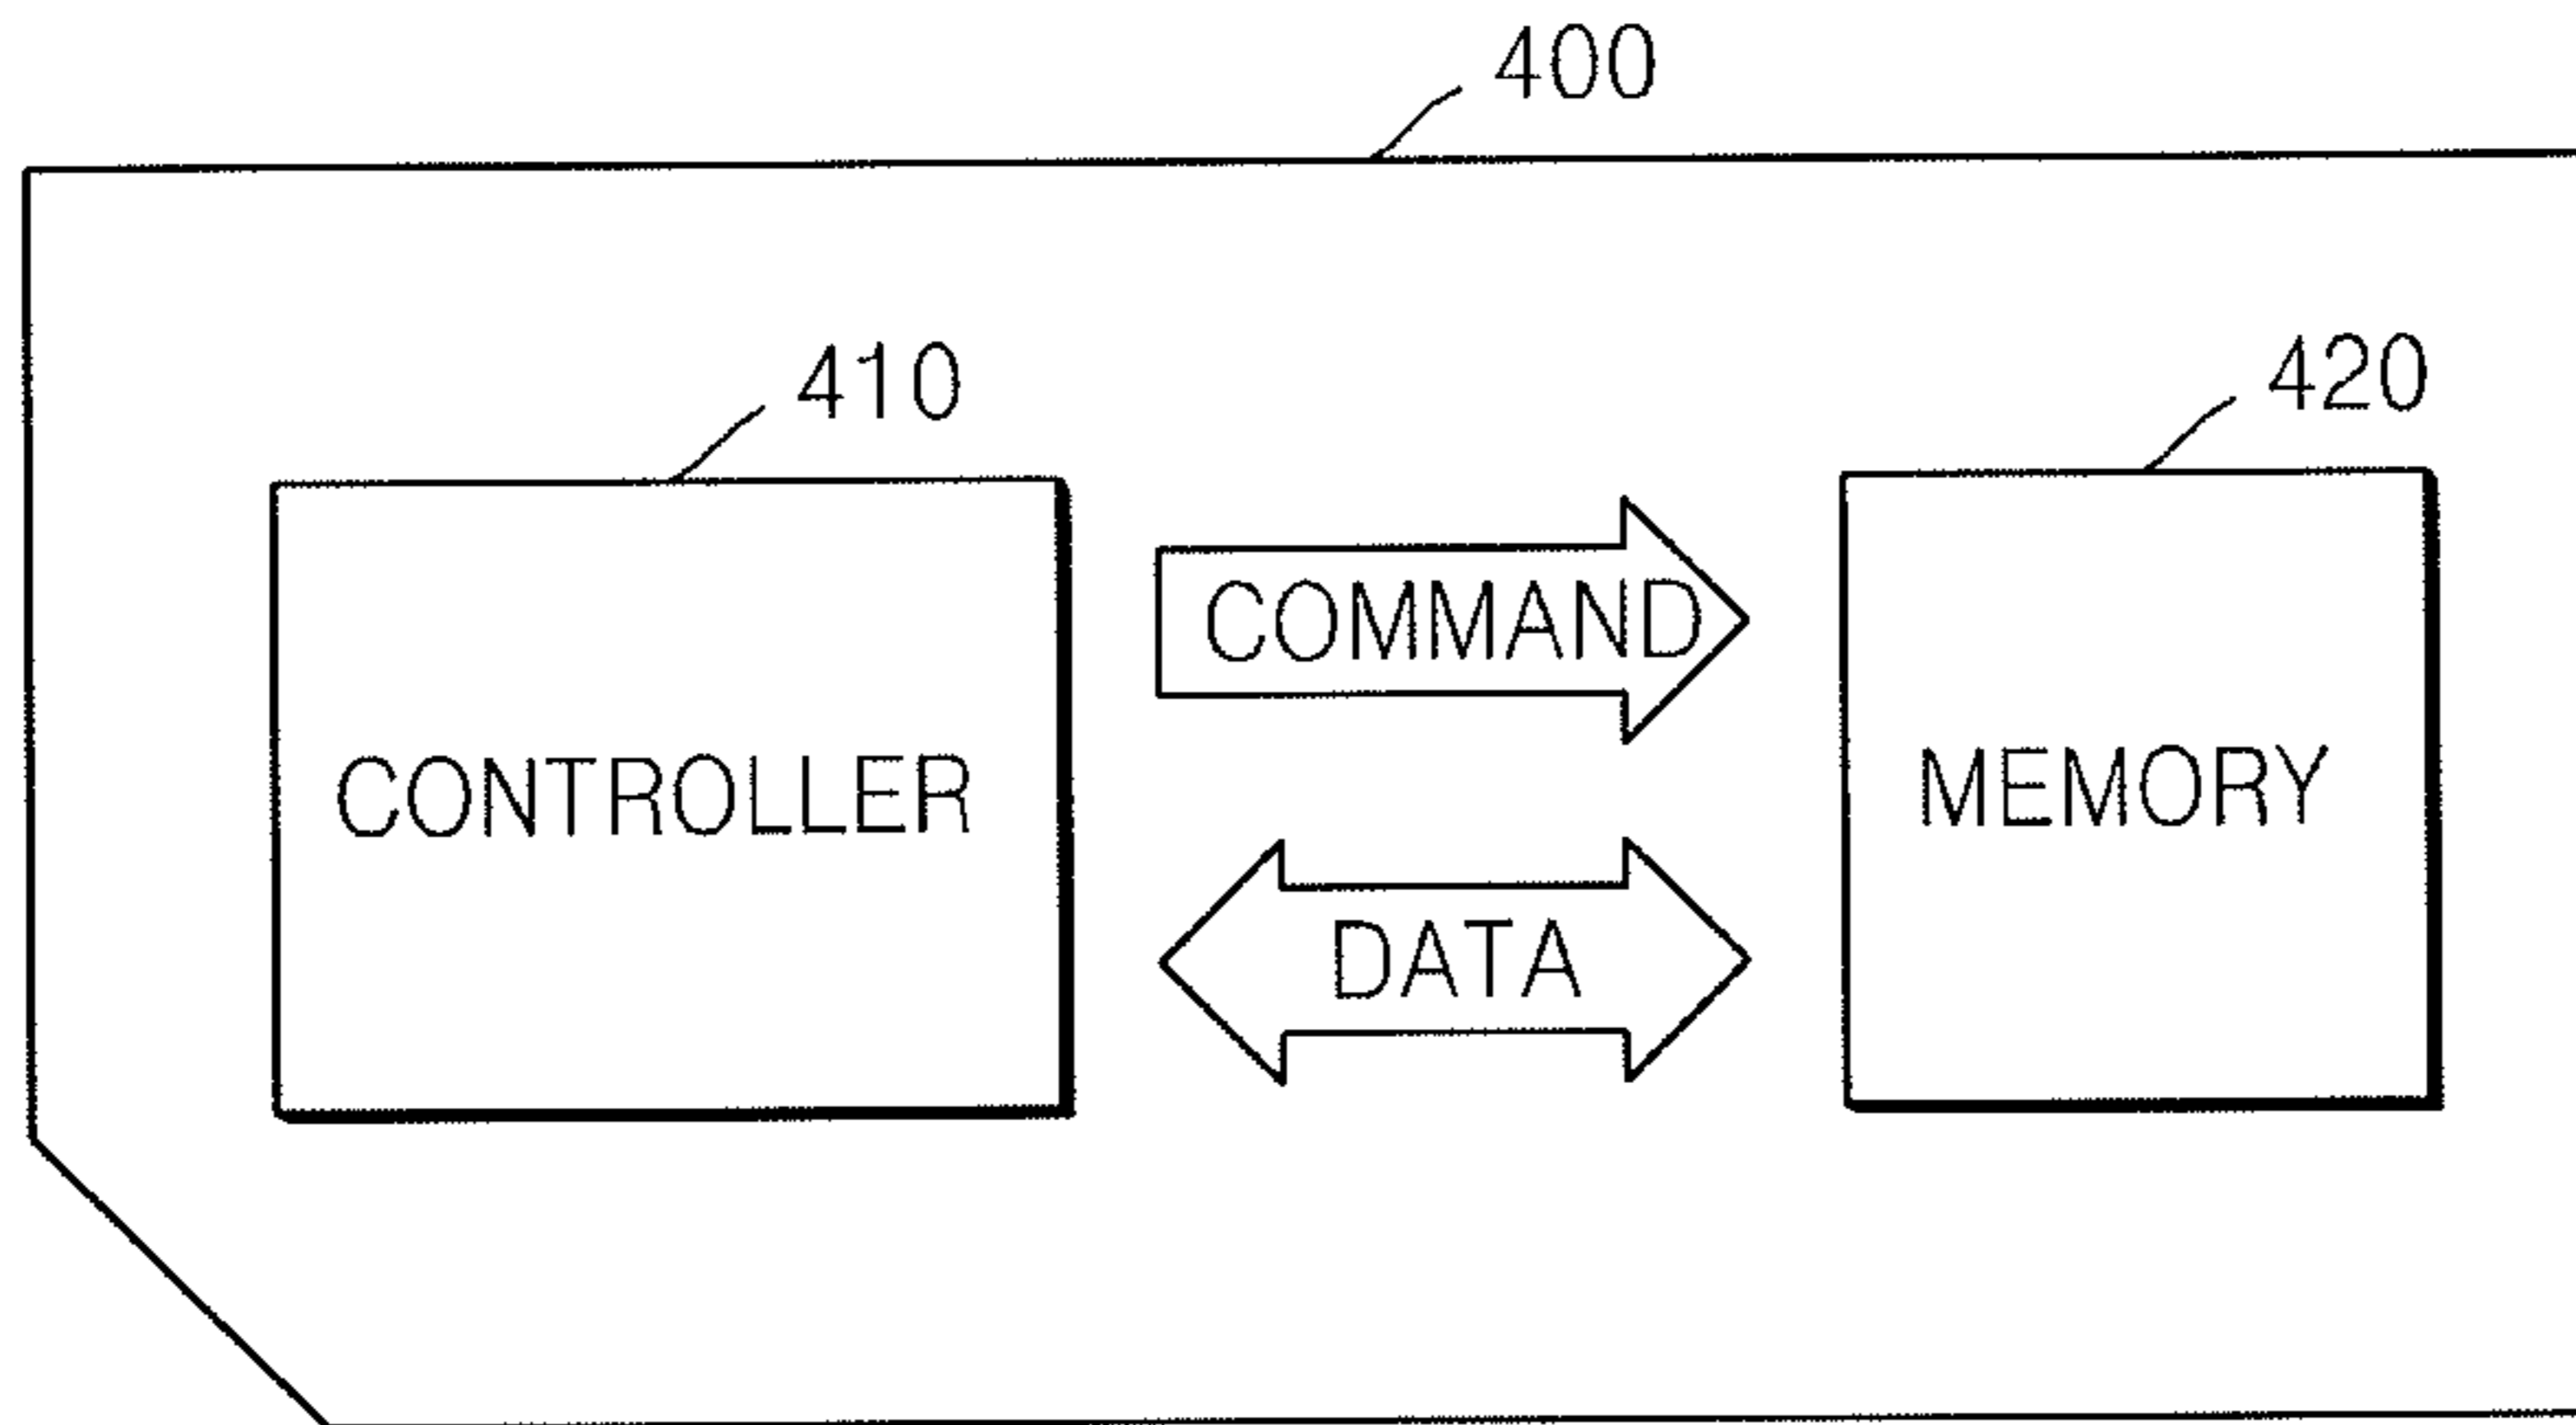 400
410
420
COMMAND
CONTROLLER
MEMORY
DATA